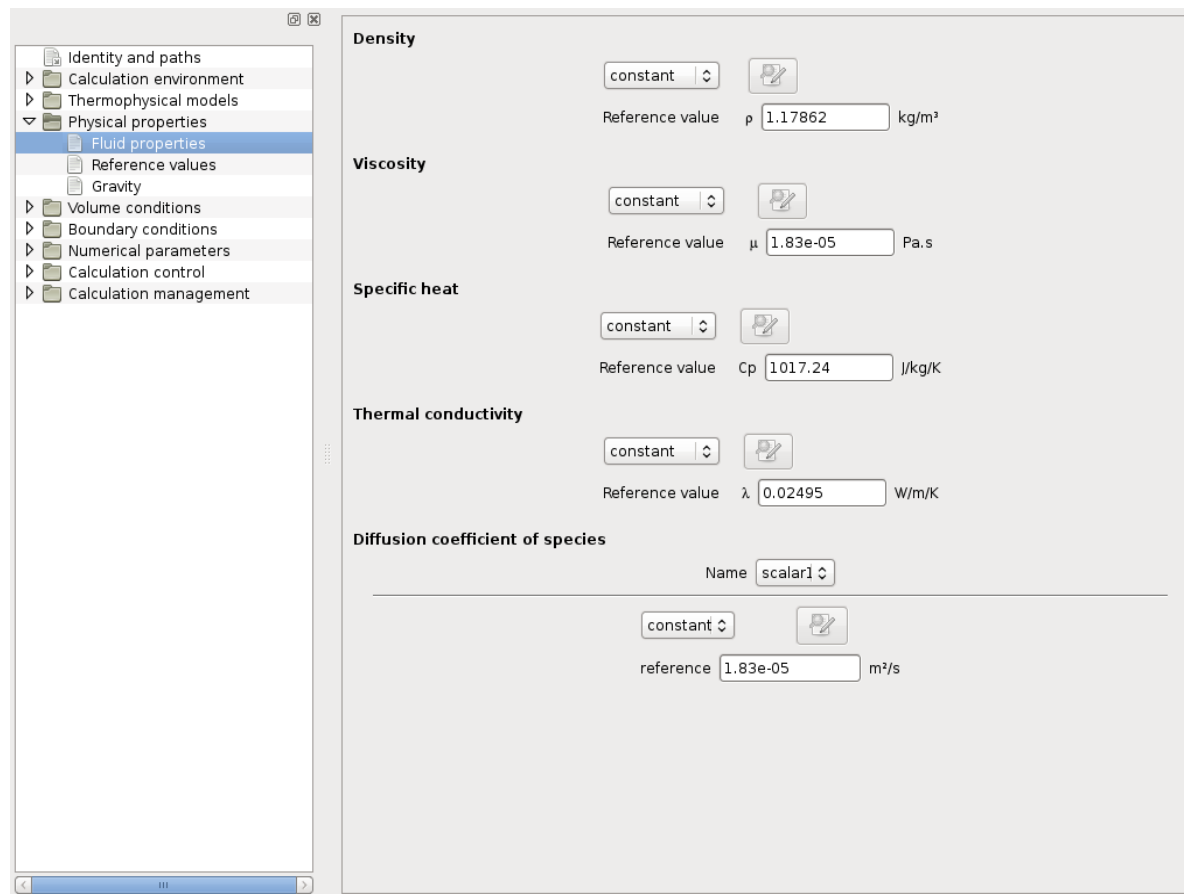 Identity and paths
Calculation environment
Thermophysical models
Physical properties
Fluid properties
Reference values
Gravity
Volume conditions
Boundary conditions
Numerical parameters
Calculation control
Calculation management
Density
constant
Reference value ρ 1.17862 kg/m³
Viscosity
constant
Reference value μ 1.83e-05 Pa.s
Specific heat
constant
Reference value Cp 1017.24 J/kg/K
Thermal conductivity
constant
Reference value λ 0.02495 W/m/K
Diffusion coefficient of species
Name scalar1
constant
reference 1.83e-05 m²/s